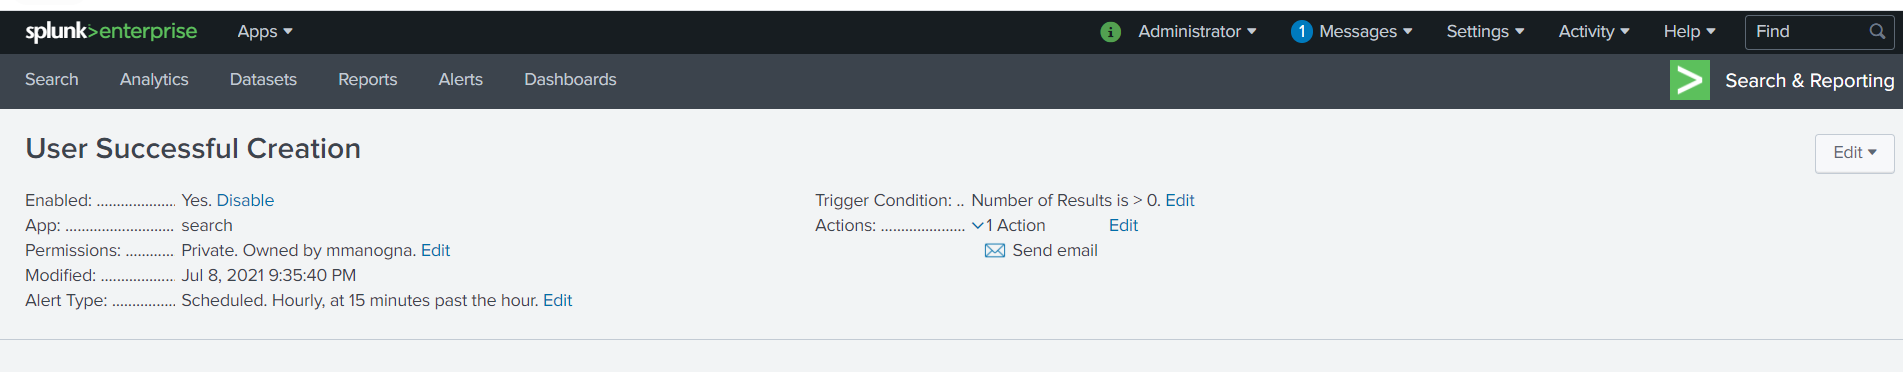 splunk>enterprise Apps Administrator 1 Messages Settings Activity Help Find
Search Analytics Datasets Reports Alerts Dashboards Search & Reporting
User Successful Creation
Edit
Enabled: .................... Yes. Disable
App: ........................... search
Permissions: ............ Private. Owned by mmanogna. Edit
Modified: ................... Jul 8, 2021 9:35:40 PM
Alert Type: ................ Scheduled. Hourly, at 15 minutes past the hour. Edit
Trigger Condition: .. Number of Results is > 0. Edit
Actions: ..................... 1 Action Edit
Send email